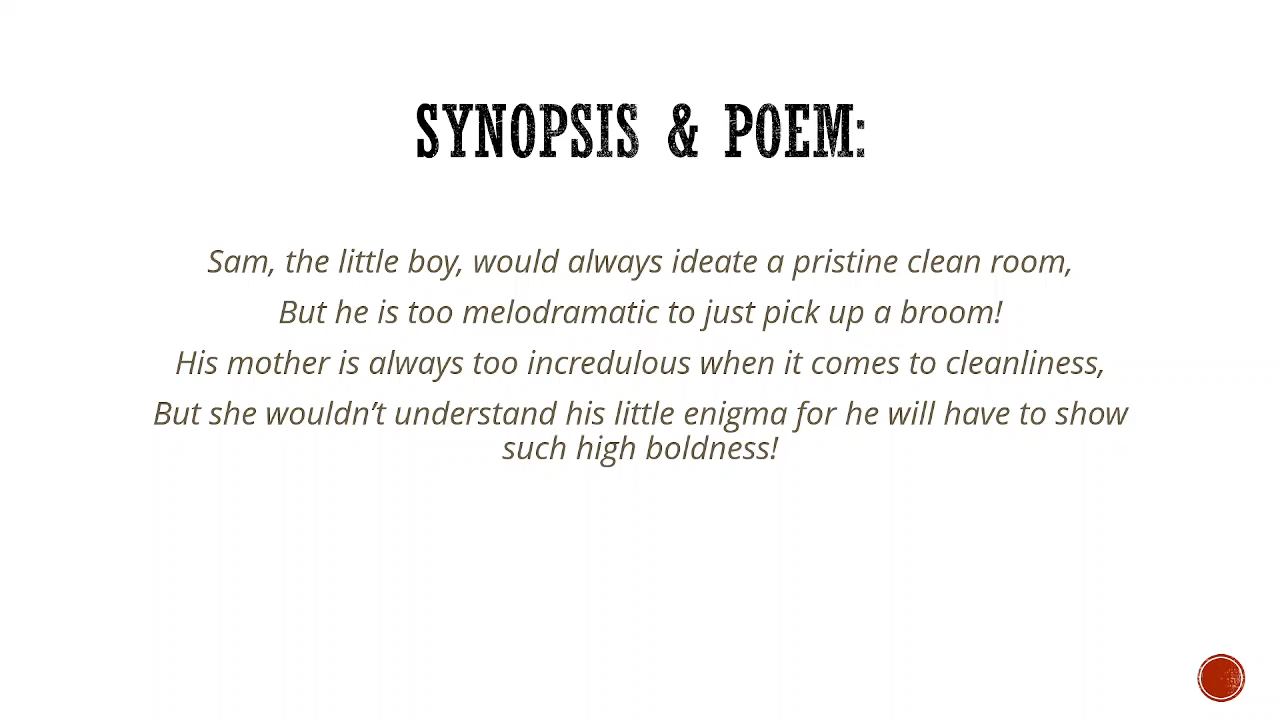 SYNOPSIS & POEM:
Sam, the little boy, would always ideate a pristine clean room,
But he is too melodramatic to just pick up a broom!
His mother is always too incredulous when it comes to cleanliness,
But she wouldn’t understand his little enigma for he will have to show
such high boldness!